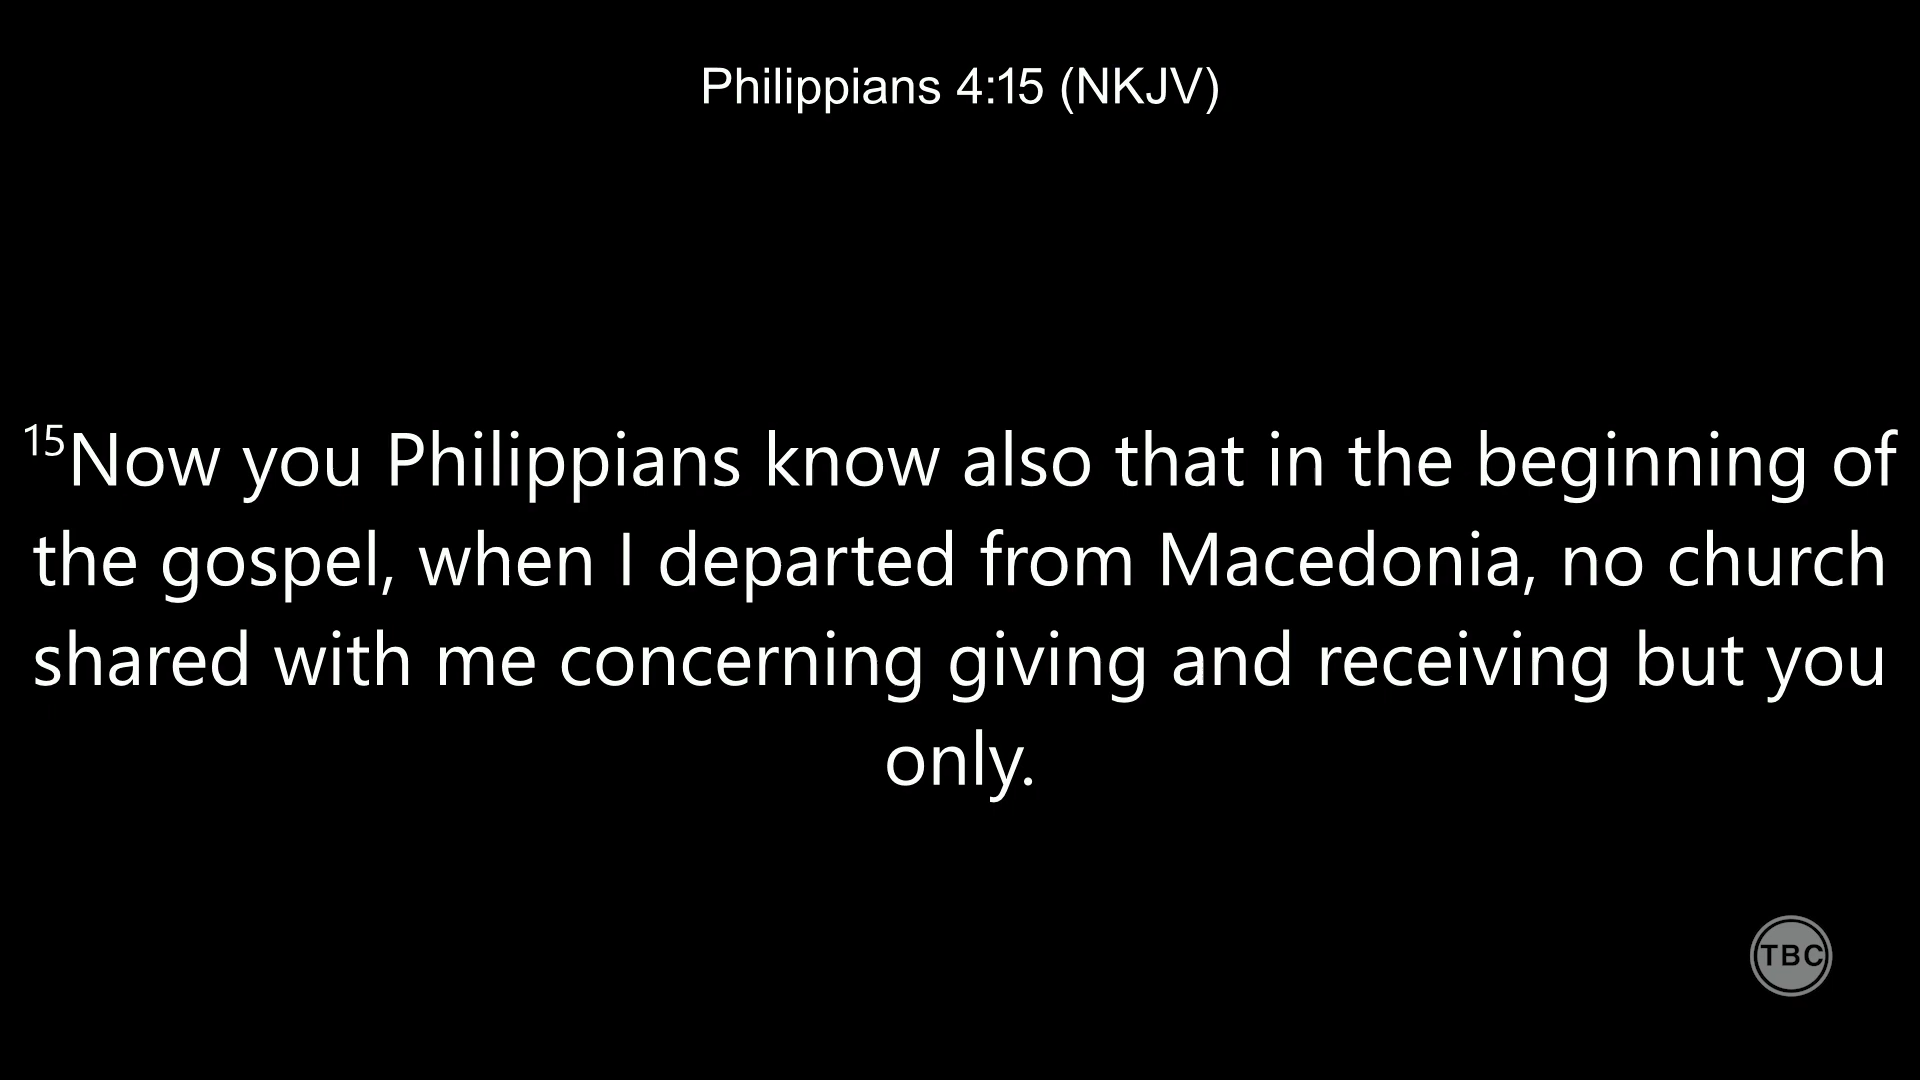 Philippians 4:15 (NKJV)
15Now you Philippians know also that in the beginning of
the gospel, when I departed from Macedonia, no church
shared with me concerning giving and receiving but you
only.
TBC